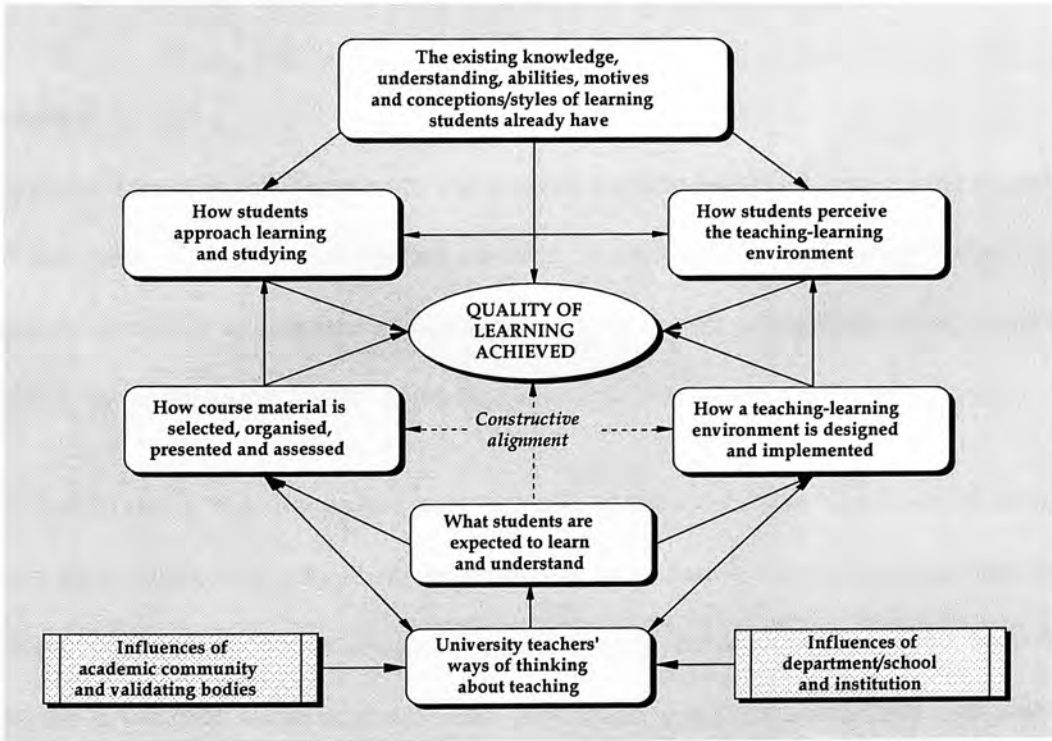 The existing knowledge,
understanding, abilities, motives
and conceptions/styles of learning
students already have
How students
approach learning
and studying
How students perceive
the teaching-learning
environment
QUALITY OF
LEARNING
ACHIEVED
How course material is
selected, organised,
presented and assessed
Constructive
alignment
How a teaching-learning
environment is designed
and implemented
What students are
expected to learn
and understand
Influences of
academic community
and validating bodies
University teachers'
ways of thinking
about teaching
Influences of
department/school
and institution